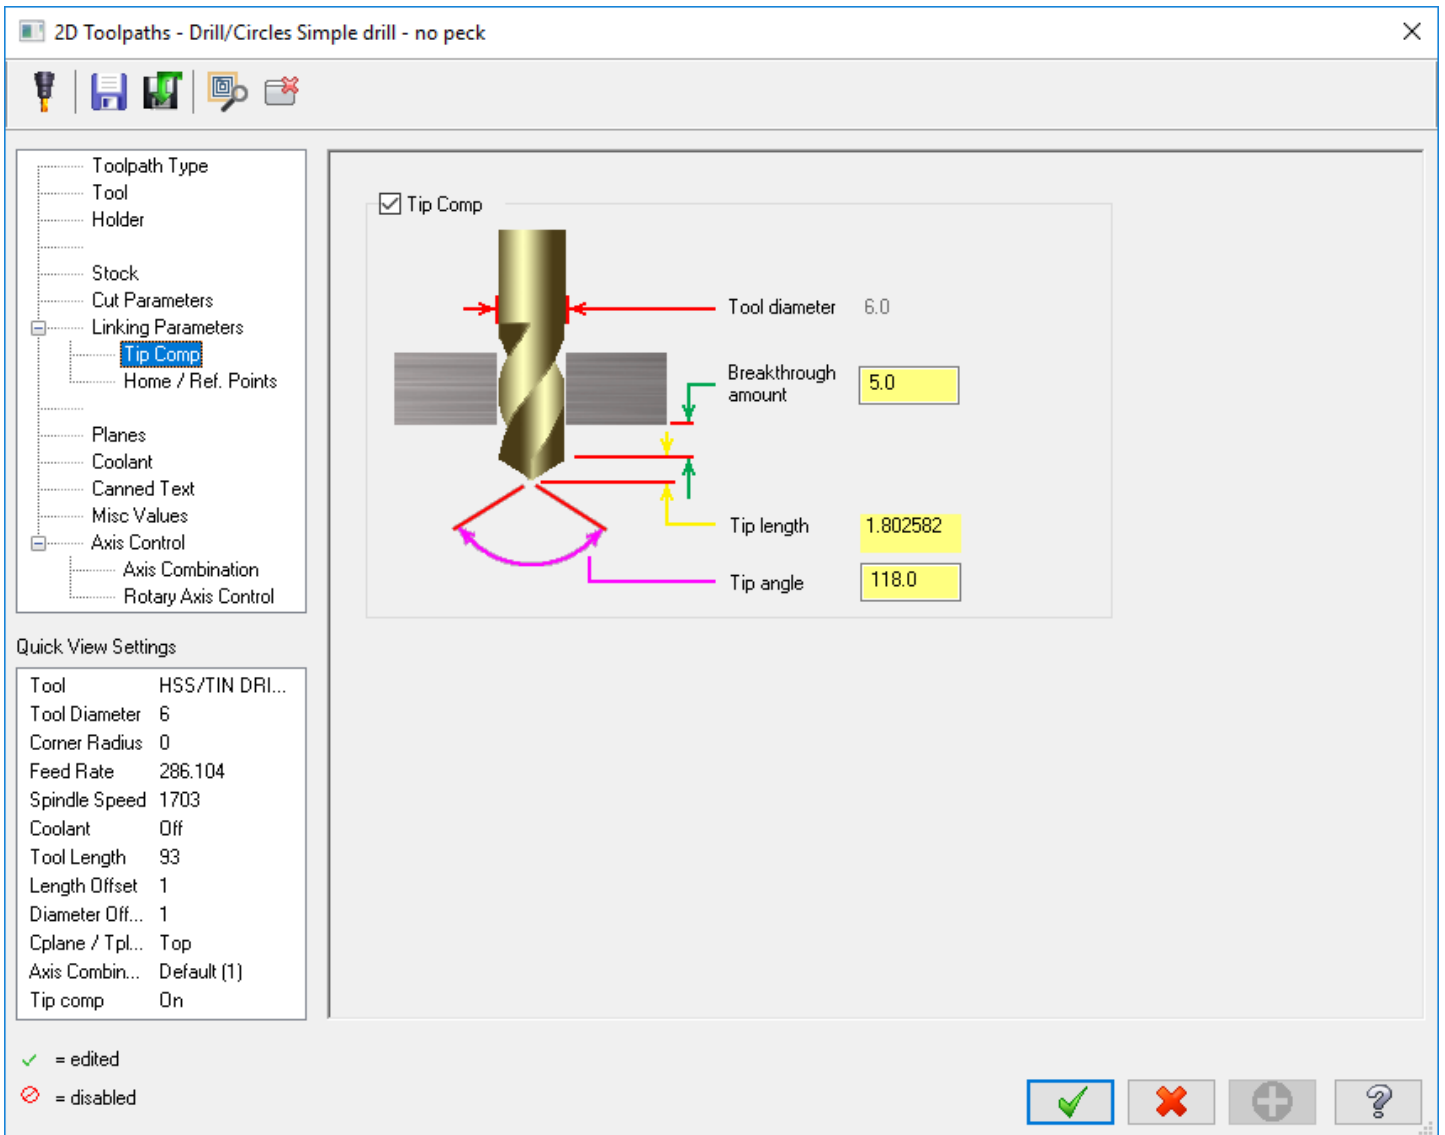 2D Toolpaths - Drill/Circles Simple drill - no peck
Toolpath Type
Tool
Holder
Stock
Cut Parameters
Linking Parameters
Tip Comp
Home / Ref. Points
Planes
Coolant
Canned Text
Misc Values
Axis Control
Axis Combination
Rotary Axis Control
Quick View Settings
Tool HSS/TIN DRI...
Tool Diameter 6
Corner Radius 0
Feed Rate 286.104
Spindle Speed 1703
Coolant Off
Tool Length 93
Length Offset 1
Diameter Off... 1
Cplane / Tpl... Top
Axis Combin... Default (1)
Tip comp On
= edited
= disabled
Tip Comp
Tool diameter 6.0
Breakthrough
amount 5.0
Tip length 1.802582
Tip angle 118.0